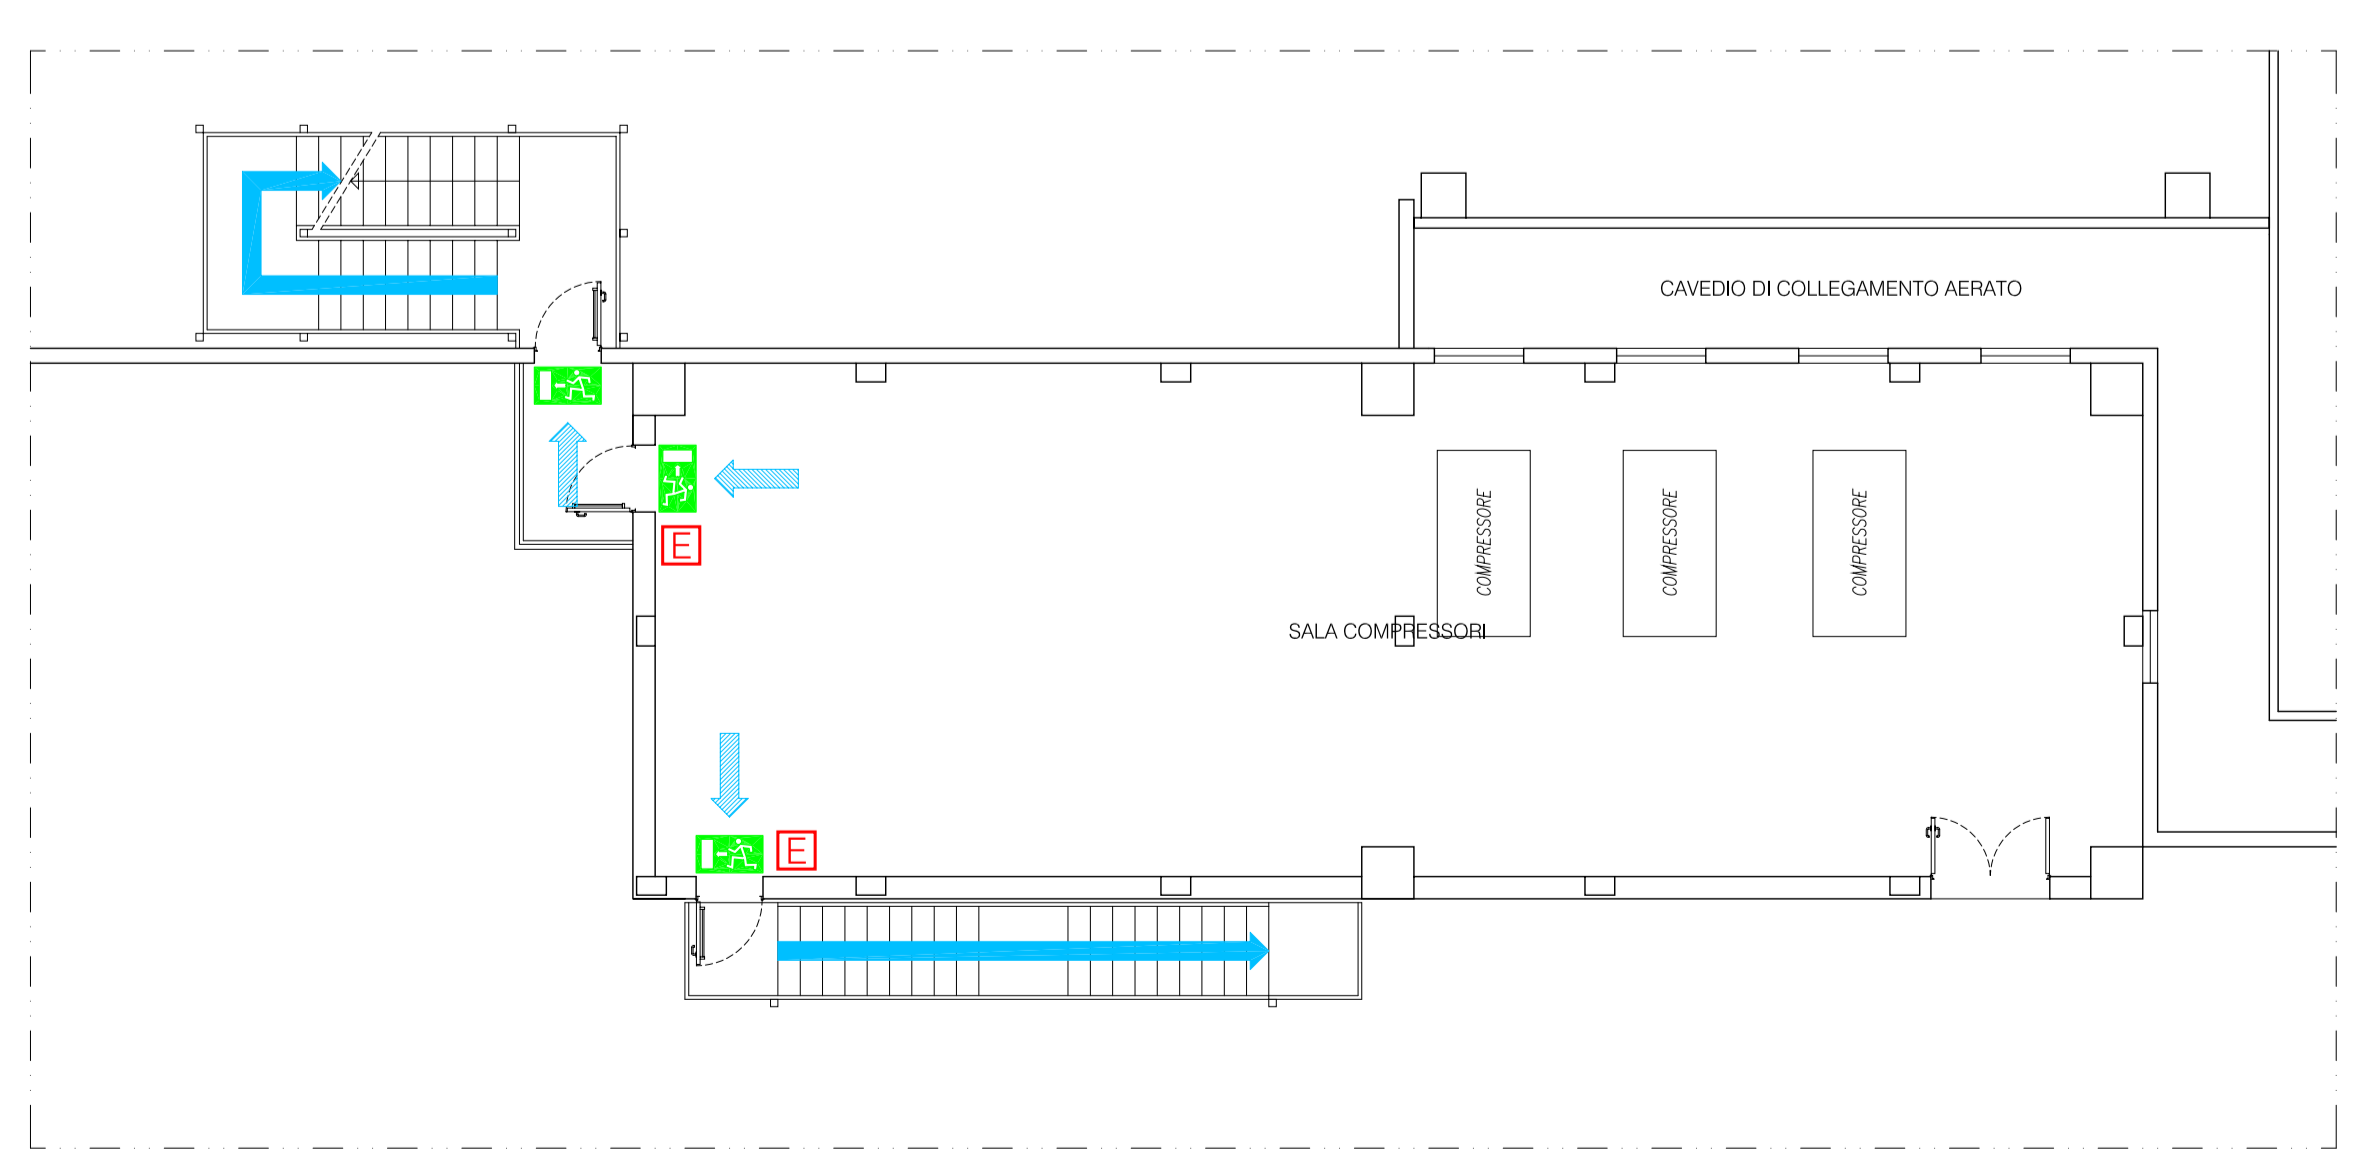 CAVEDIO DI COLLEGAMENTO AERATO
COMPRESSORE
COMPRESSORE
COMPRESSORE
E
SALA COMPRESSORI
E